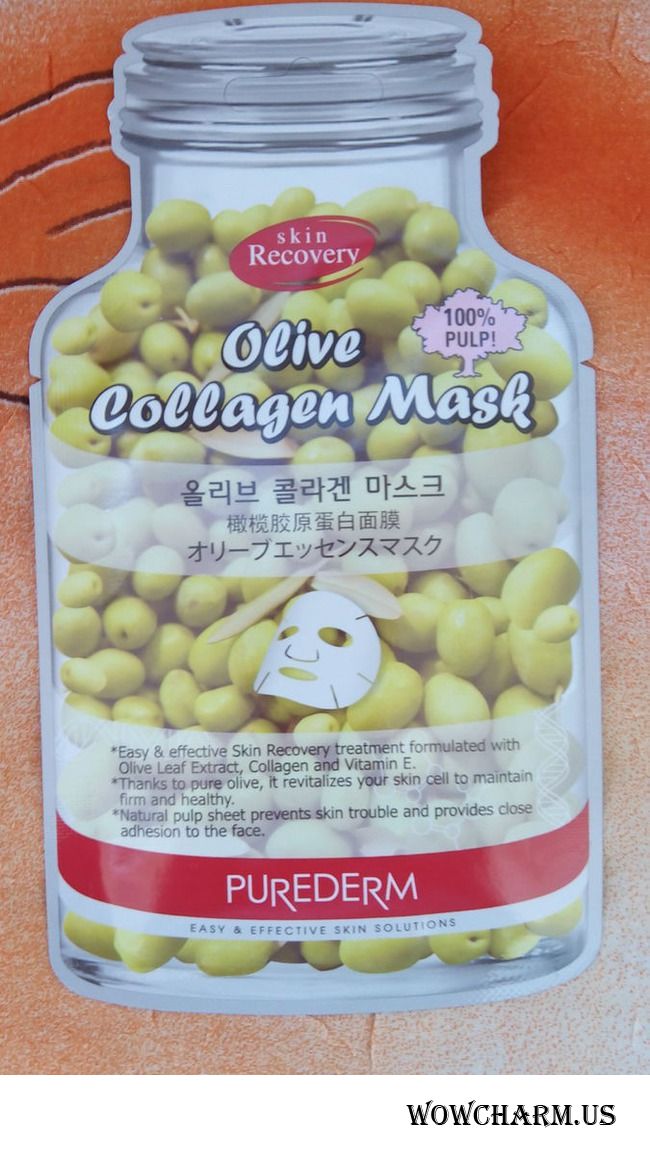 skin
Recovery
100%
PULP!
Olive
Collagen Mask
올리브 콜라겐 마스크
橄榄胶原蛋白面膜
オリーブエッセンスマスク
*Easy & effective Skin Recovery treatment formulated with
Olive Leaf Extract, Collagen and Vitamin E.
*Thanks to pure olive, it revitalizes your skin cell to maintain
firm and healthy.
*Natural pulp sheet prevents skin trouble and provides close
adhesion to the face.
PUREDERM
EASY & EFFECTIVE SKIN SOLUTIONS
WOWCHARM.US